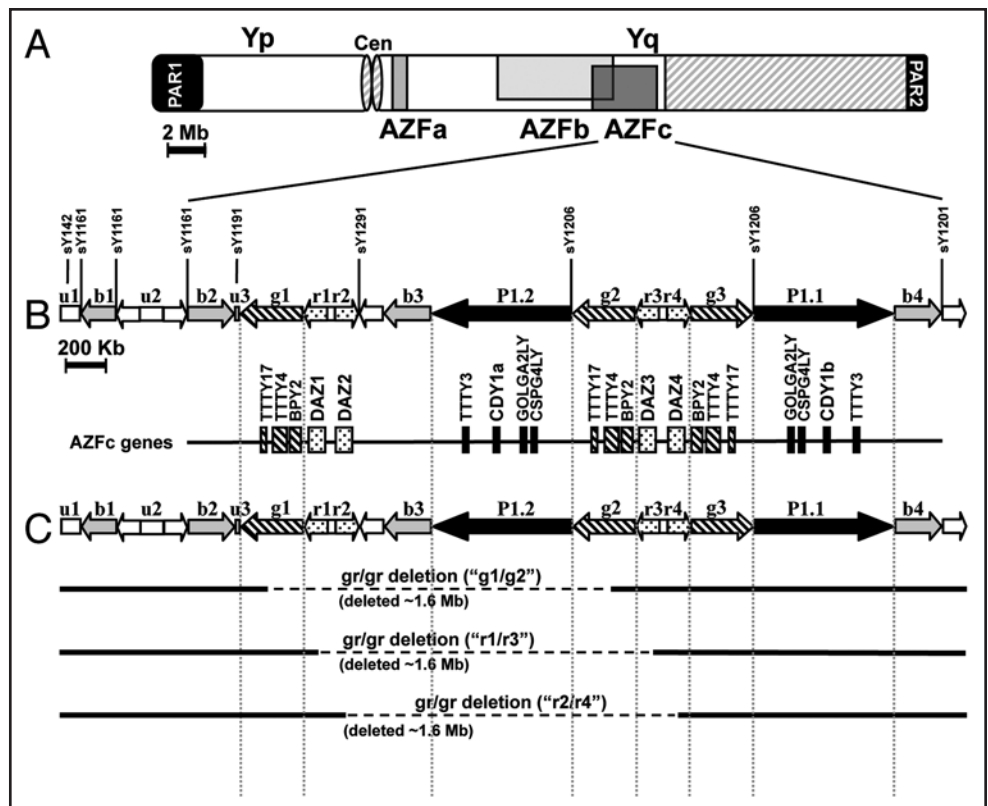 A
Yp
Cen
Yq
PAR1
PAR2
2 Mb
AZFa
AZFb
AZFc
sY142
sY1161
sY1161
sY1161
sY1191
sY1291
sY1206
sY1206
sY1201
B
u1 b1 u2 b2 u3 g1 r1 r2 b3 P1.2 g2 r3 r4 g3 P1.1 b4
200 Kb
TTTY17
TTTY4
BPY2
DAZ1
DAZ2
TTTY3
CDY1a
GOLGA2LY
CSPG4LY
TTTY17
TTTY4
BPY2
DAZ3
DAZ4
BPY2
TTTY4
TTTY17
GOLGA2LY
CSPG4LY
CDY1b
TTTY3
AZFc genes
C
u1 b1 u2 b2 u3 g1 r1 r2 b3 P1.2 g2 r3 r4 g3 P1.1 b4
gr/gr deletion ("g1/g2")
(deleted ~1.6 Mb)
gr/gr deletion ("r1/r3")
(deleted ~1.6 Mb)
gr/gr deletion ("r2/r4")
(deleted ~1.6 Mb)